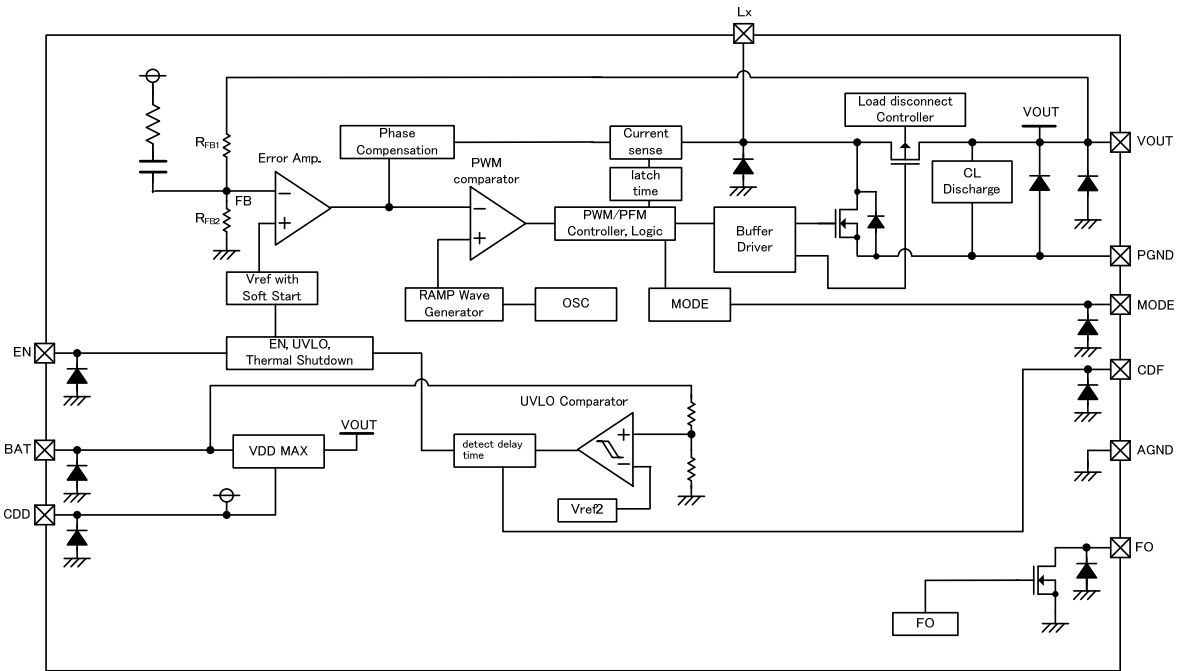 Lx
Load disconnect
Controller
VOUT
VOUT
RFB1
Phase
Compensation
Current
sense
Error Amp.
PWM
comparator
latch
time
CL
Discharge
FB
RFB2
PWM/PFM
Controller, Logic
Buffer
Driver
PGND
Vref with
Soft Start
RAMP Wave
Generator
OSC
MODE
MODE
EN
EN, UVLO,
Thermal Shutdown
CDF
UVLO Comparator
VOUT
BAT
VDD MAX
detect delay
time
AGND
Vref2
CDD
FO
FO